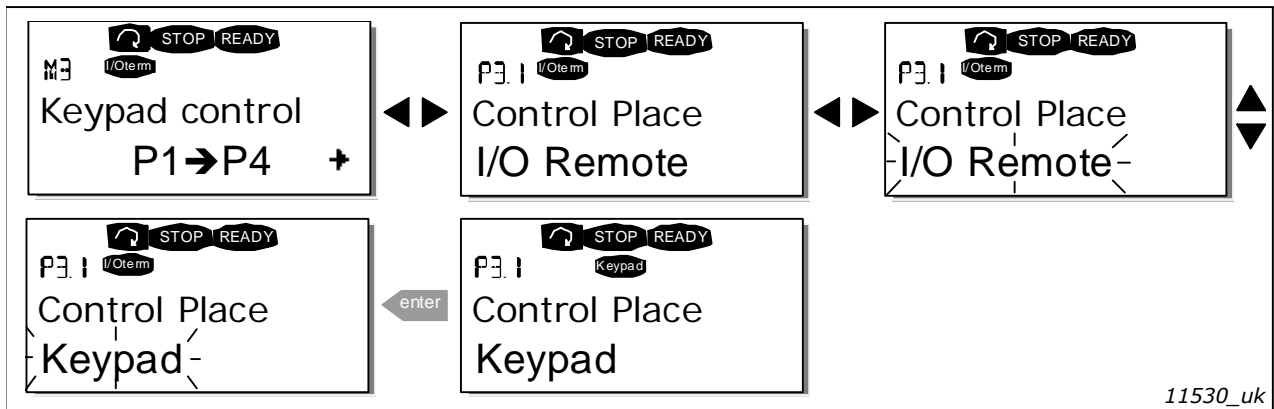 STOP READY
M3 I/Oterm
Keypad control
P1➔P4
STOP READY
P3.1 I/Oterm
Control Place
I/O Remote
STOP READY
P3.1 I/Oterm
Control Place
I/O Remote
STOP READY
P3.1 I/Oterm
Control Place
Keypad
enter
STOP READY
P3.1 Keypad
Control Place
Keypad
11530_uk